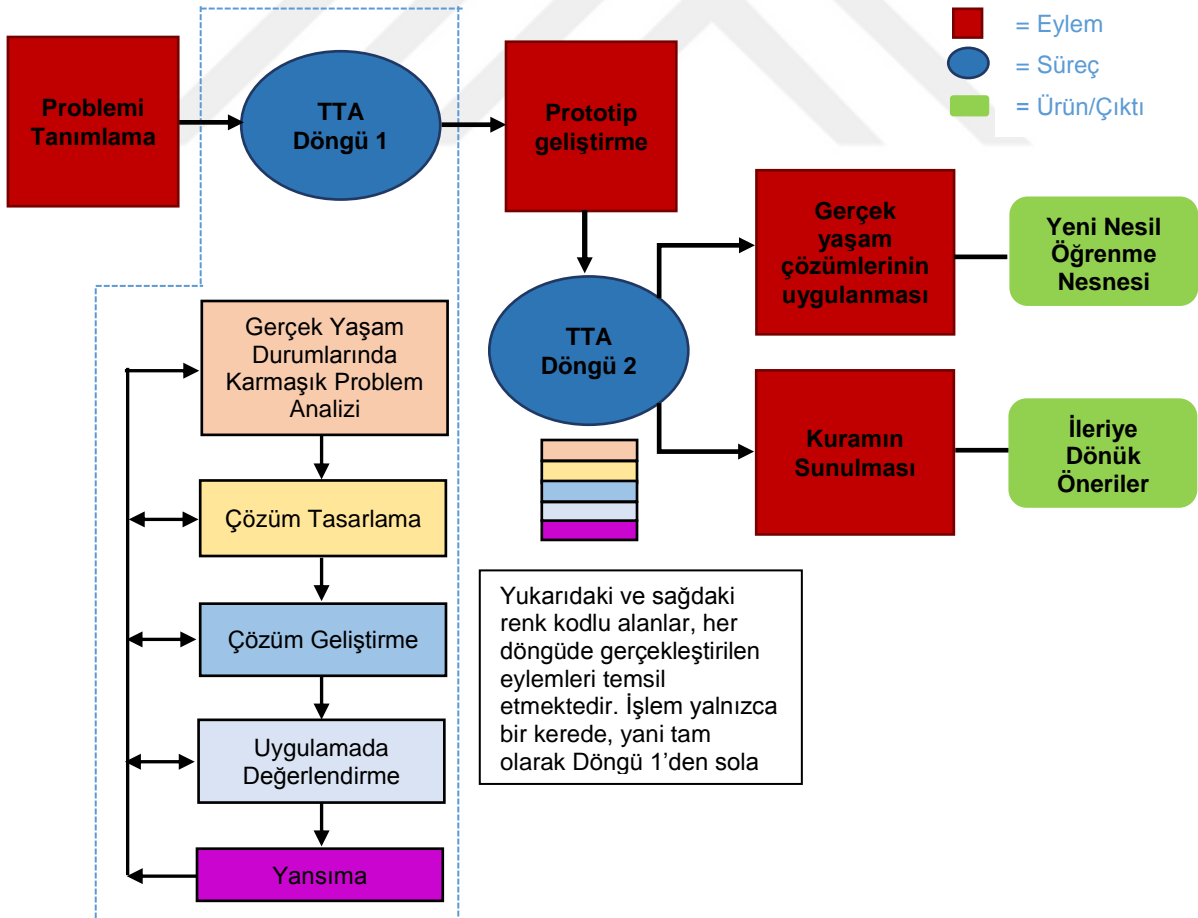 Problemi
Tanımlama
TTA
Döngü 1
Prototip
geliştirme
= Eylem
= Süreç
= Ürün/Çıktı
Gerçek
yaşam
çözümlerinin
uygulanması
Yeni Nesil
Öğrenme
Nesnesi
TTA
Döngü 2
Kuramın
Sunulması
İleriye
Dönük
Öneriler
Gerçek Yaşam
Durumlarında
Karmaşık Problem
Analizi
Çözüm Tasarlama
Çözüm Geliştirme
Uygulamada
Değerlendirme
Yansıma
Yukarıdaki ve sağdaki
renk kodlu alanlar, her
döngüde gerçekleştirilen
eylemleri temsil
etmektedir. İşlem yalnızca
bir kerede, yani tam
olarak Döngü 1’den sola